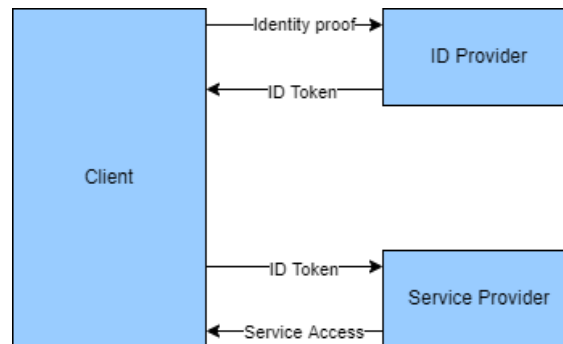 Identity proof
ID Provider
ID Token
Client
ID Token
Service Provider
Service Access